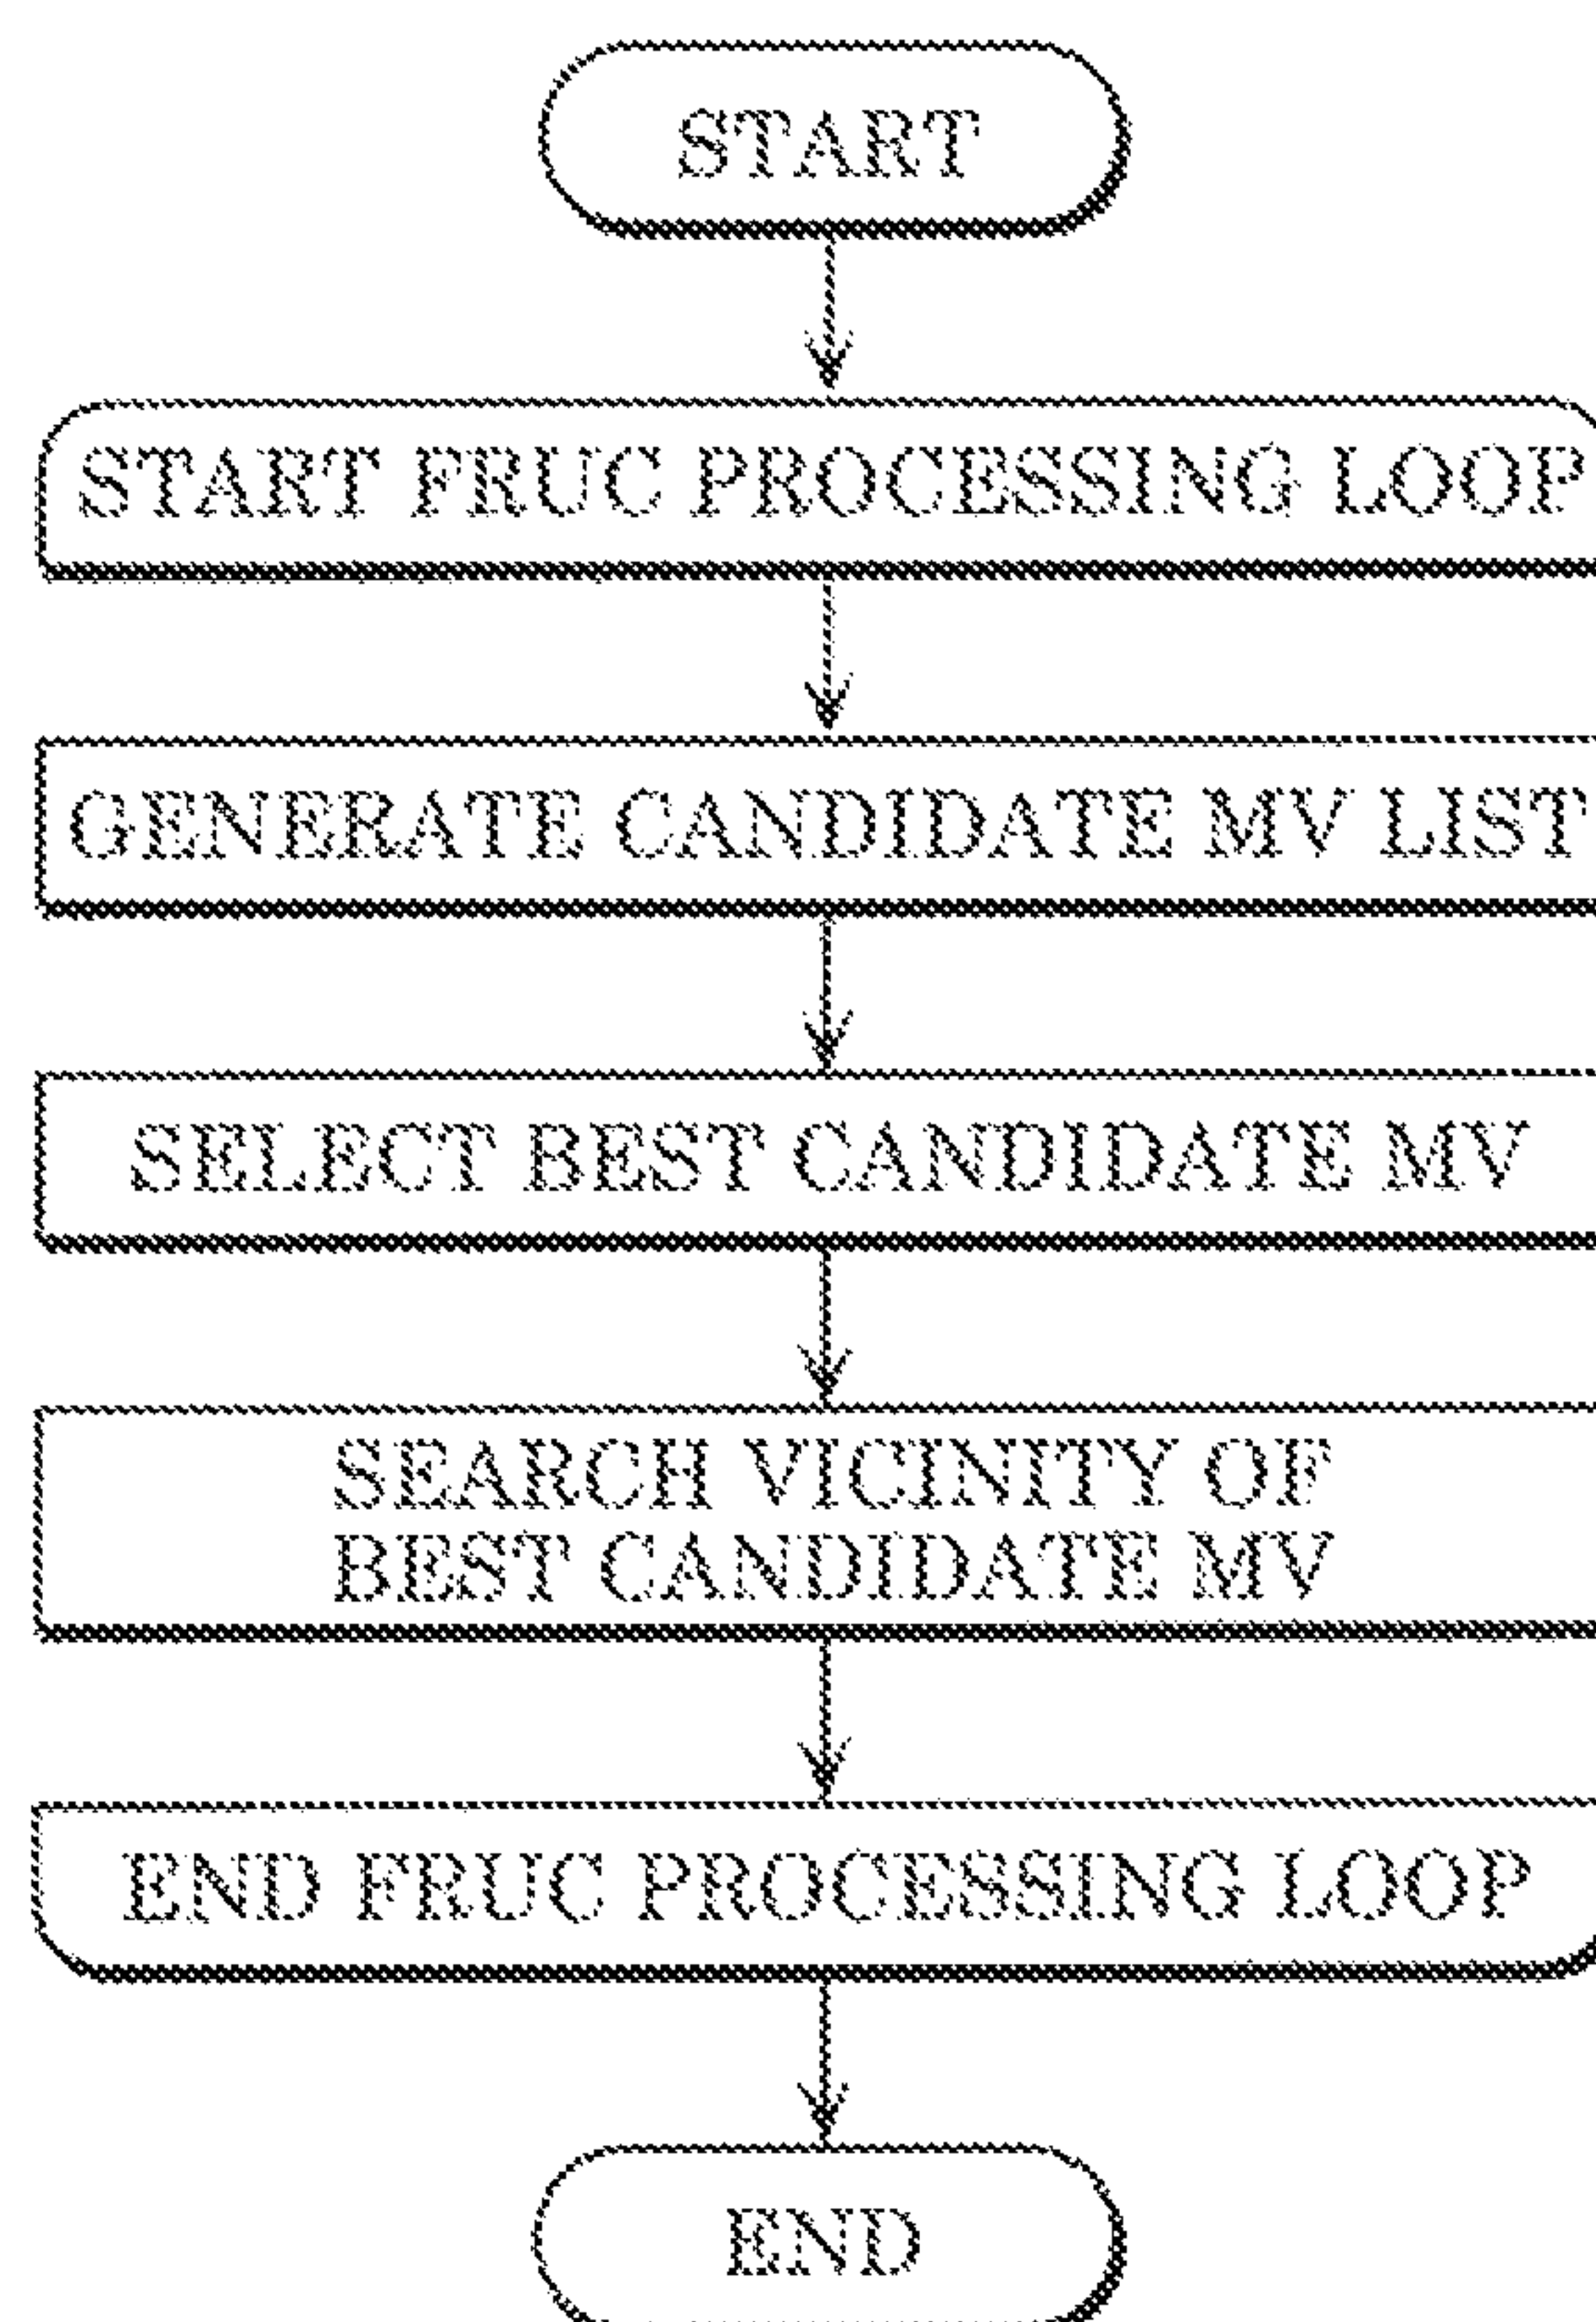 START
START FRUC PROCESSING LOOP
GENERATE CANDIDATE MV LIST
SELECT BEST CANDIDATE MV
SEARCH VICINITY OF
BEST CANDIDATE MV
END FRUC PROCESSING LOOP
END